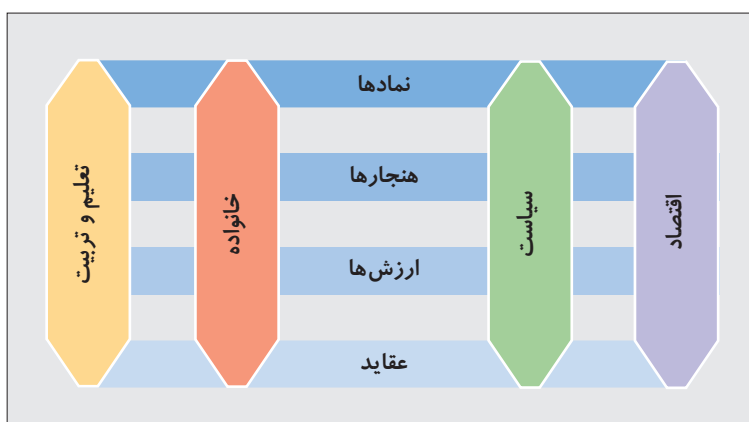 نمادها
هنجارها
ارزش‌ها
عقاید
اقتصاد
سیاست
خانواده
تعلیم و تربیت